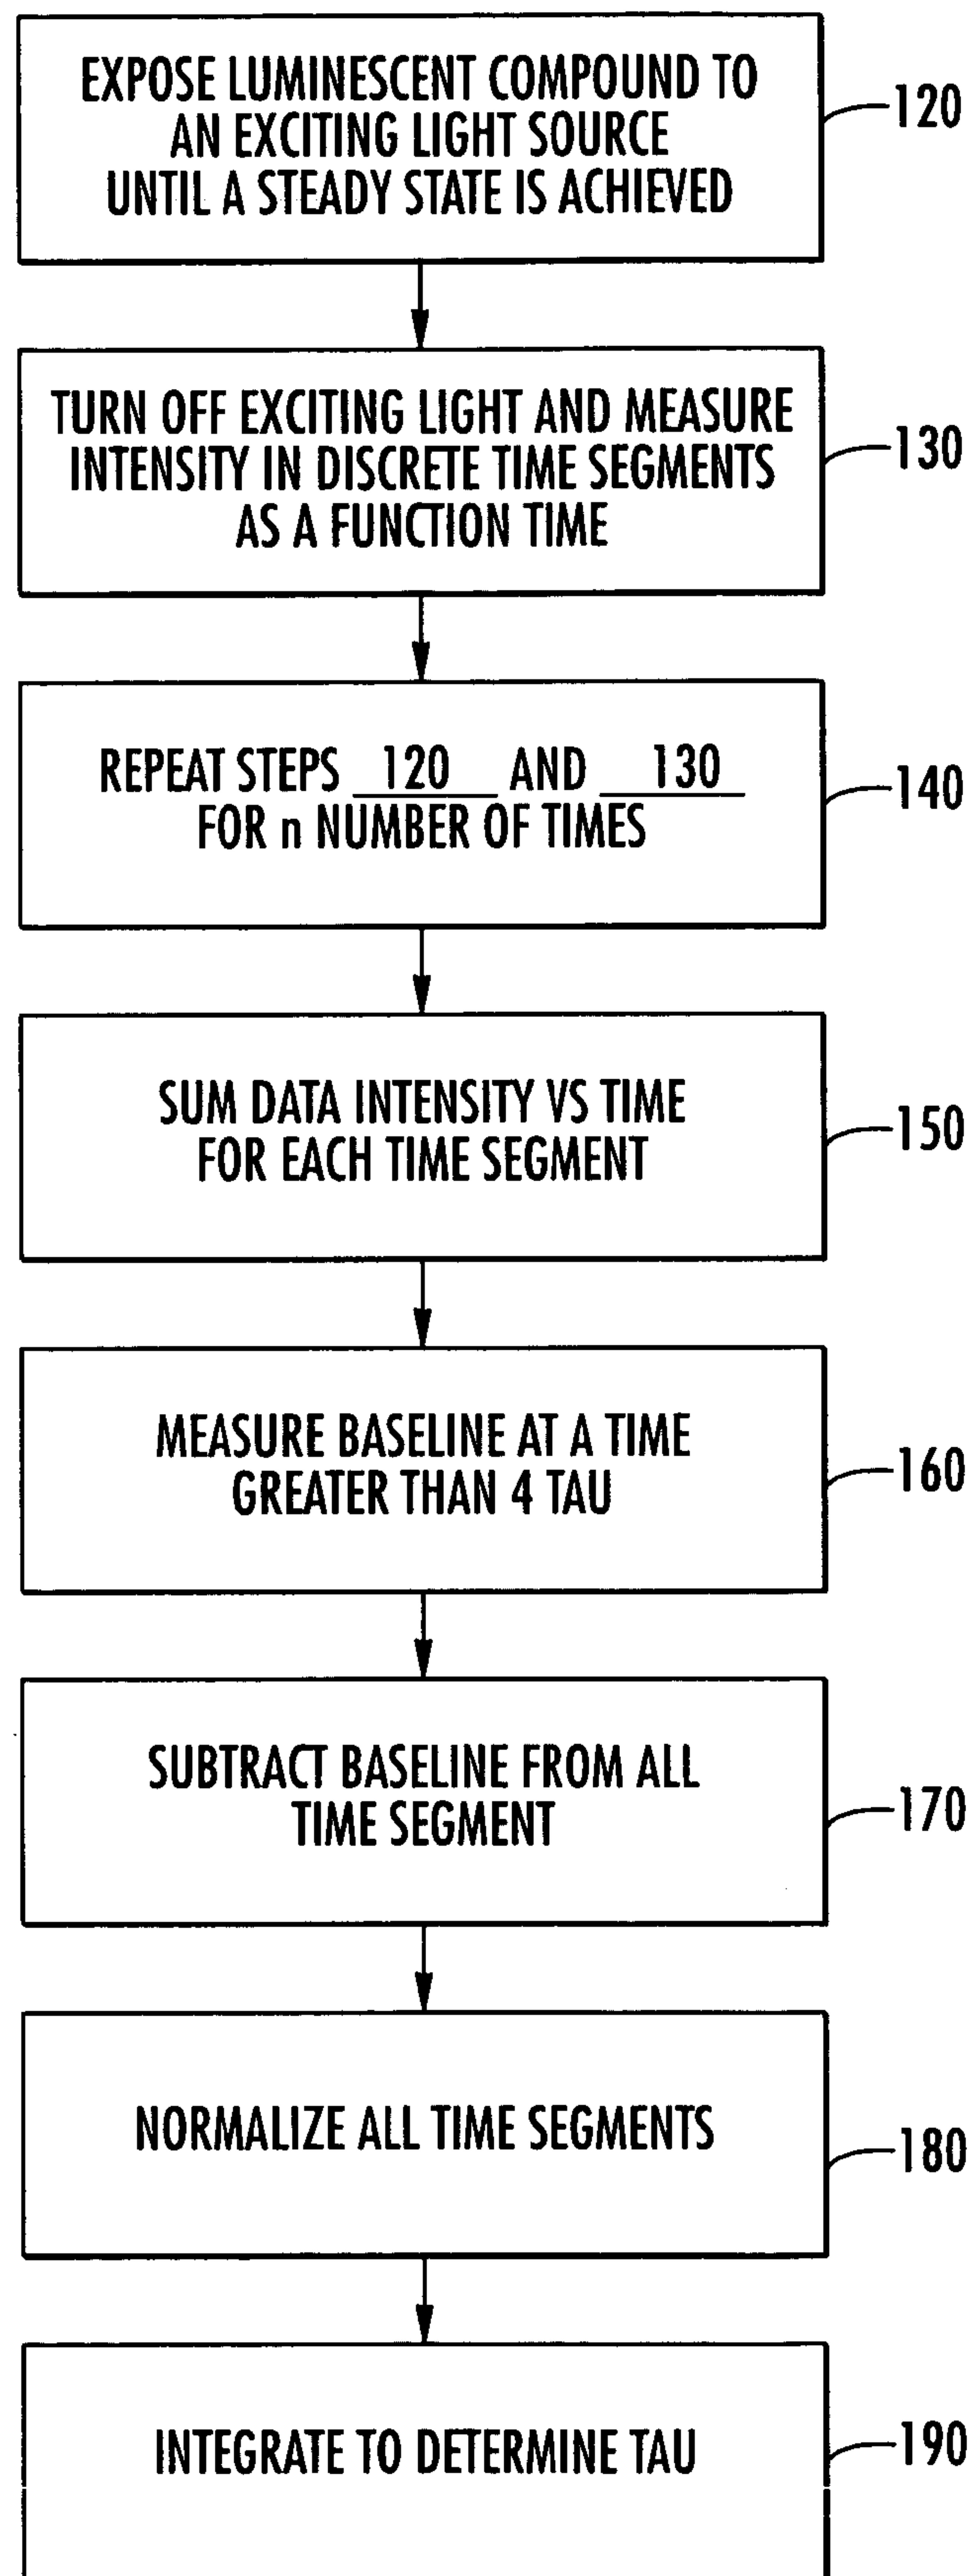 EXPOSE LUMINESCENT COMPOUND TO
AN EXCITING LIGHT SOURCE
UNTIL A STEADY STATE IS ACHIEVED
120
TURN OFF EXCITING LIGHT AND MEASURE
INTENSITY IN DISCRETE TIME SEGMENTS
AS A FUNCTION TIME
130
REPEAT STEPS 120 AND 130
FOR n NUMBER OF TIMES
140
SUM DATA INTENSITY VS TIME
FOR EACH TIME SEGMENT
150
MEASURE BASELINE AT A TIME
GREATER THAN 4 TAU
160
SUBTRACT BASELINE FROM ALL
TIME SEGMENT
170
NORMALIZE ALL TIME SEGMENTS
180
INTEGRATE TO DETERMINE TAU
190